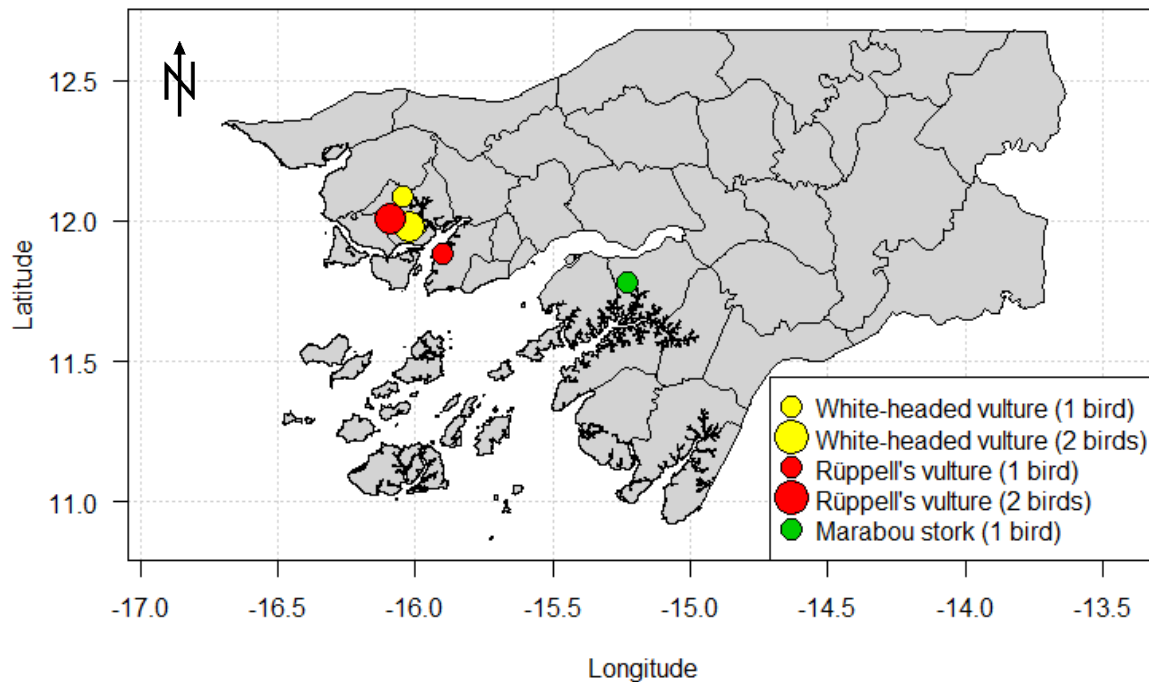 N
12.5
12.0
11.5
11.0
Latitude
White-headed vulture (1 bird)
White-headed vulture (2 birds)
Rüppell's vulture (1 bird)
Rüppell's vulture (2 birds)
Marabou stork (1 bird)
-17.0 -16.5 -16.0 -15.5 -15.0 -14.5 -14.0 -13.5
Longitude